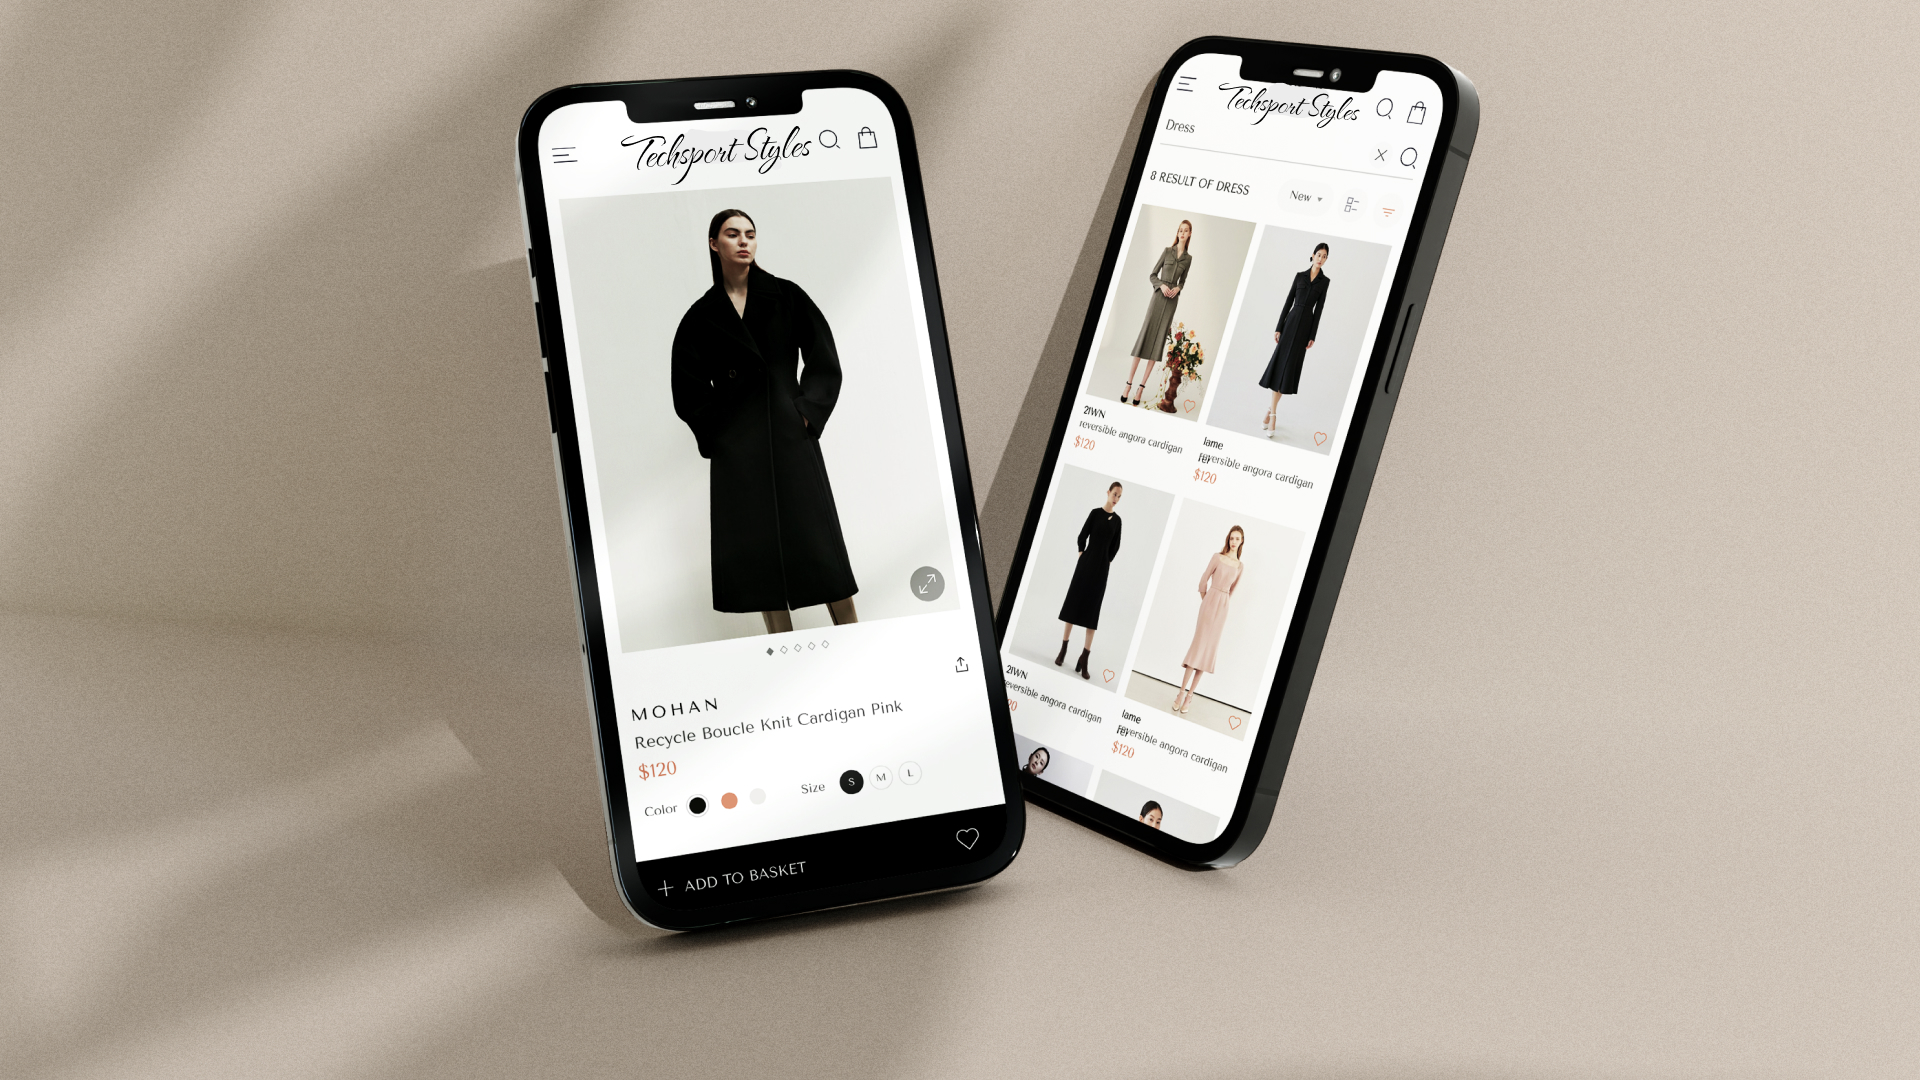 Techsport Styles
MOHAN
Recycle Boucle Knit Cardigan Pink
$120
Color
Size S M L
ADD TO BASKET
Techsport Styles
Dress
8 RESULT OF DRESS
New
21WN
reversible angora cardigan
$120
lame
reversible angora cardigan
$120
21WN
reversible angora cardigan
lame
reversible angora cardigan
$120